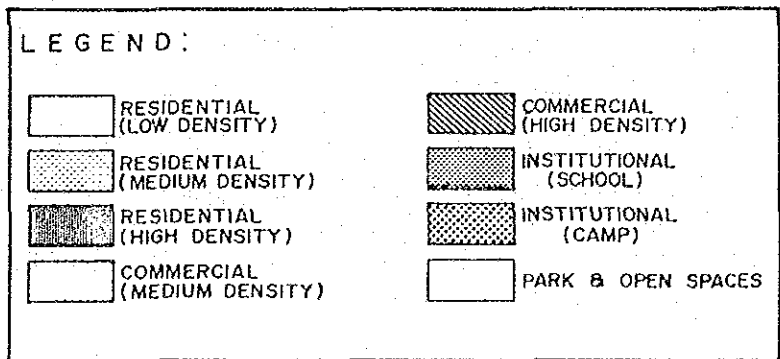 LEGEND:
RESIDENTIAL
(LOW DENSITY)
RESIDENTIAL
(MEDIUM DENSITY)
RESIDENTIAL
(HIGH DENSITY)
COMMERCIAL
(MEDIUM DENSITY)
COMMERCIAL
(HIGH DENSITY)
INSTITUTIONAL
(SCHOOL)
INSTITUTIONAL
(CAMP)
PARK & OPEN SPACES